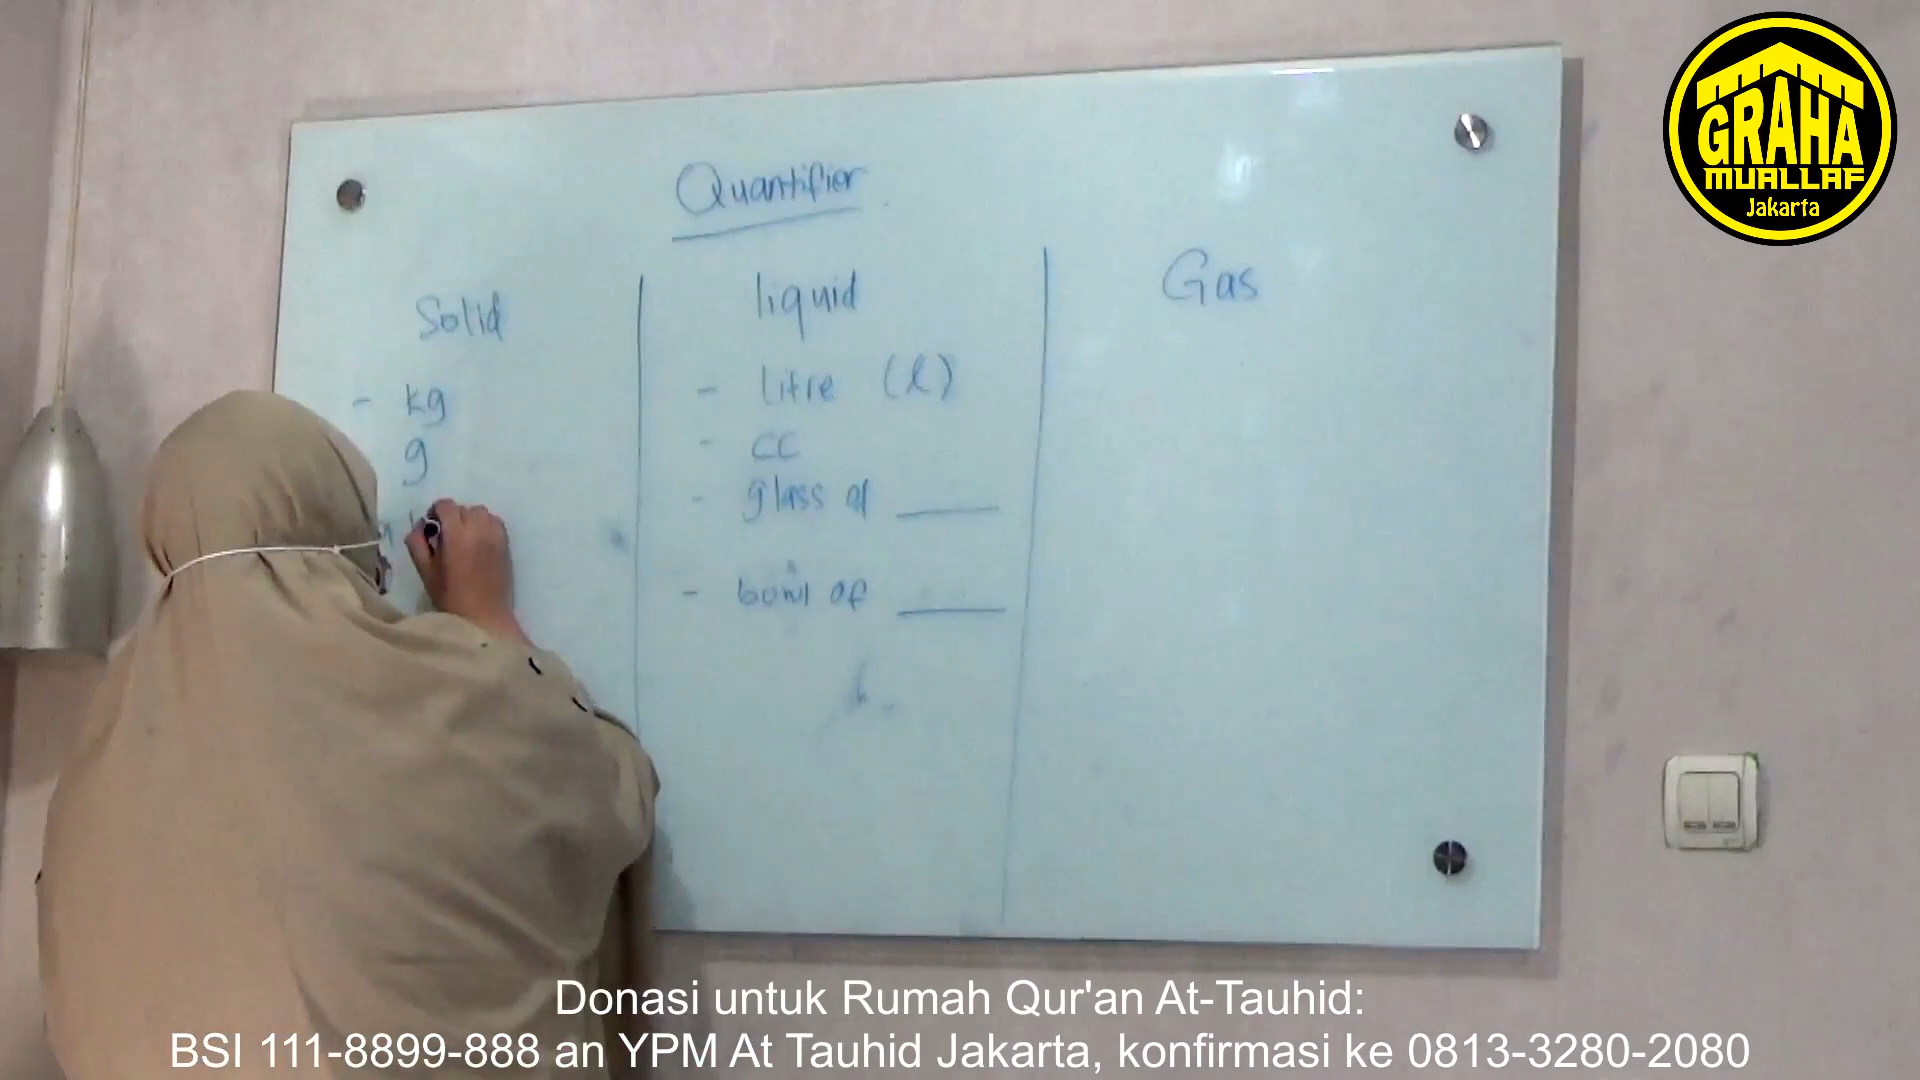 Quantifier
Solid
- kg
g
liquid
- litre (l)
- cc
- glass of ____
- bowl of ____
Gas
GRAHA
MUALLAF
Jakarta
Donasi untuk Rumah Qur'an At-Tauhid:
BSI 111-8899-888 an YPM At Tauhid Jakarta, konfirmasi ke 0813-3280-2080